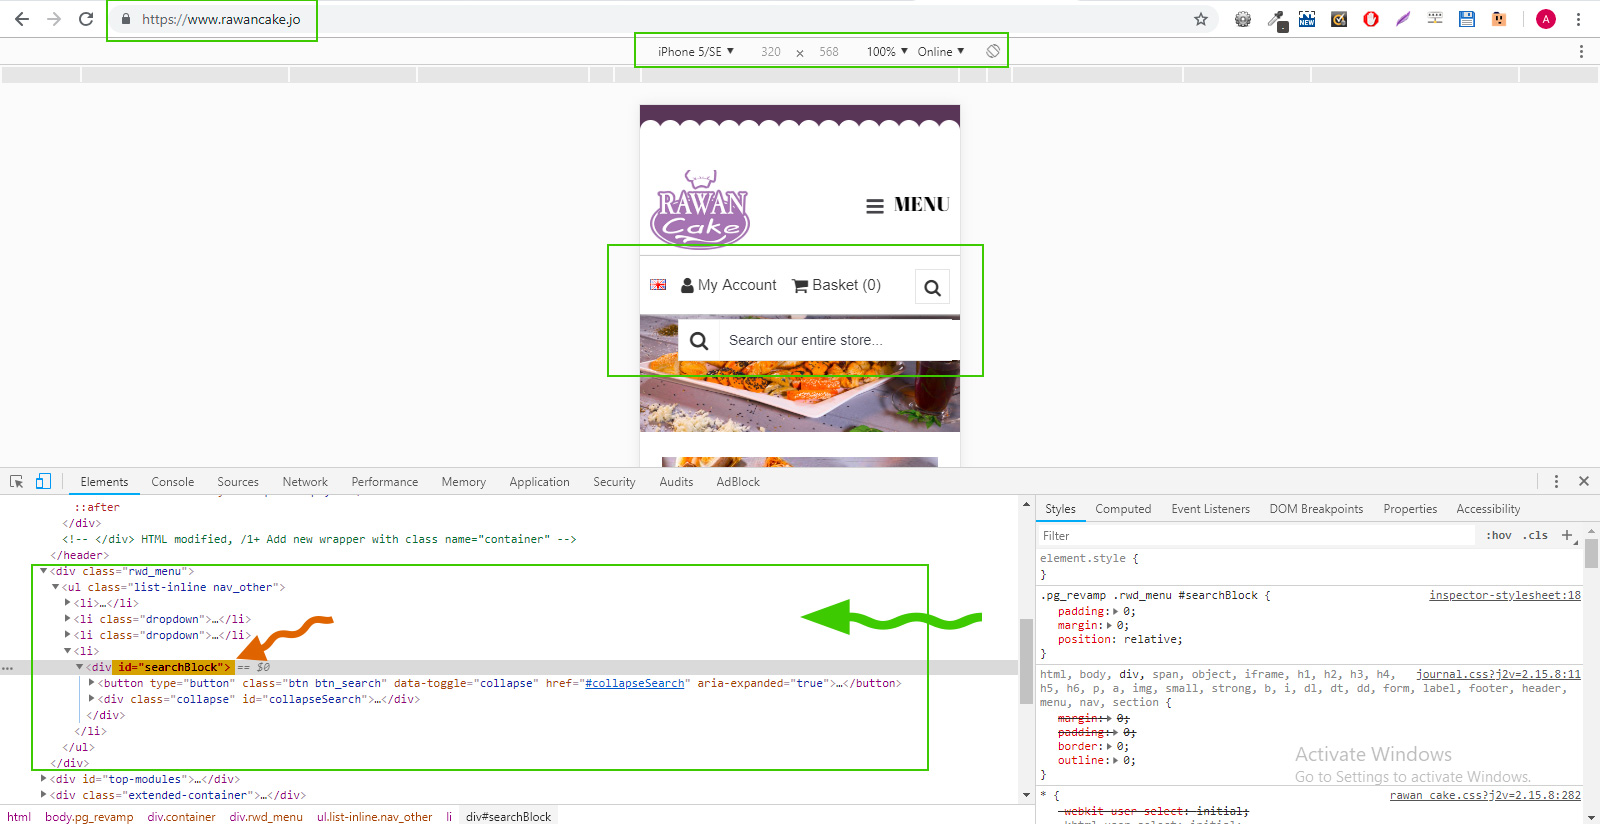 https://www.rawancake.jo
A
iPhone 5/SE ▼ 320 × 568 100% ▼ Online ▼
RAWAN
Cake
MENU
My Account Basket (0)
Search our entire store...
Elements Console Sources Network Performance Memory Application Security Audits AdBlock
::after
</div>
<!-- </div> HTML modified, /1+ Add new wrapper with class name="container" -->
</header>
▼<div class="rwd_menu">
▼<ul class="list-inline nav_other">
▶<li>…</li>
▶<li class="dropdown">…</li>
▶<li class="dropdown">…</li>
▼<li>
… ▼<div id="searchBlock"> == $0
▶<button type="button" class="btn btn_search" data-toggle="collapse" href="#collapseSearch" aria-expanded="true">…</button>
▶<div class="collapse" id="collapseSearch">…</div>
</div>
</li>
</ul>
</div>
▶<div id="top-modules">…</div>
▶<div class="extended-container">…</div>
html body.pg_revamp div.container div.rwd_menu ul.list-inline.nav_other li div#searchBlock
Styles Computed Event Listeners DOM Breakpoints Properties Accessibility
Filter :hov .cls +
element.style {
}
.pg_revamp .rwd_menu #searchBlock { inspector-stylesheet:18
padding:▶ 0;
margin:▶ 0;
position: relative;
}
html, body, div, span, object, iframe, h1, h2, h3, h4, journal.css?j2v=2.15.8:11
h5, h6, p, a, img, small, strong, b, i, dl, dt, dd, form, label, footer, header,
menu, nav, section {
margin:▶ 0;
padding:▶ 0;
border:▶ 0;
outline:▶ 0;
}
* { rawan_cake.css?j2v=2.15.8:282
-webkit-user-select: initial;
-khtml-user-select: initial;
Activate Windows
Go to Settings to activate Windows.